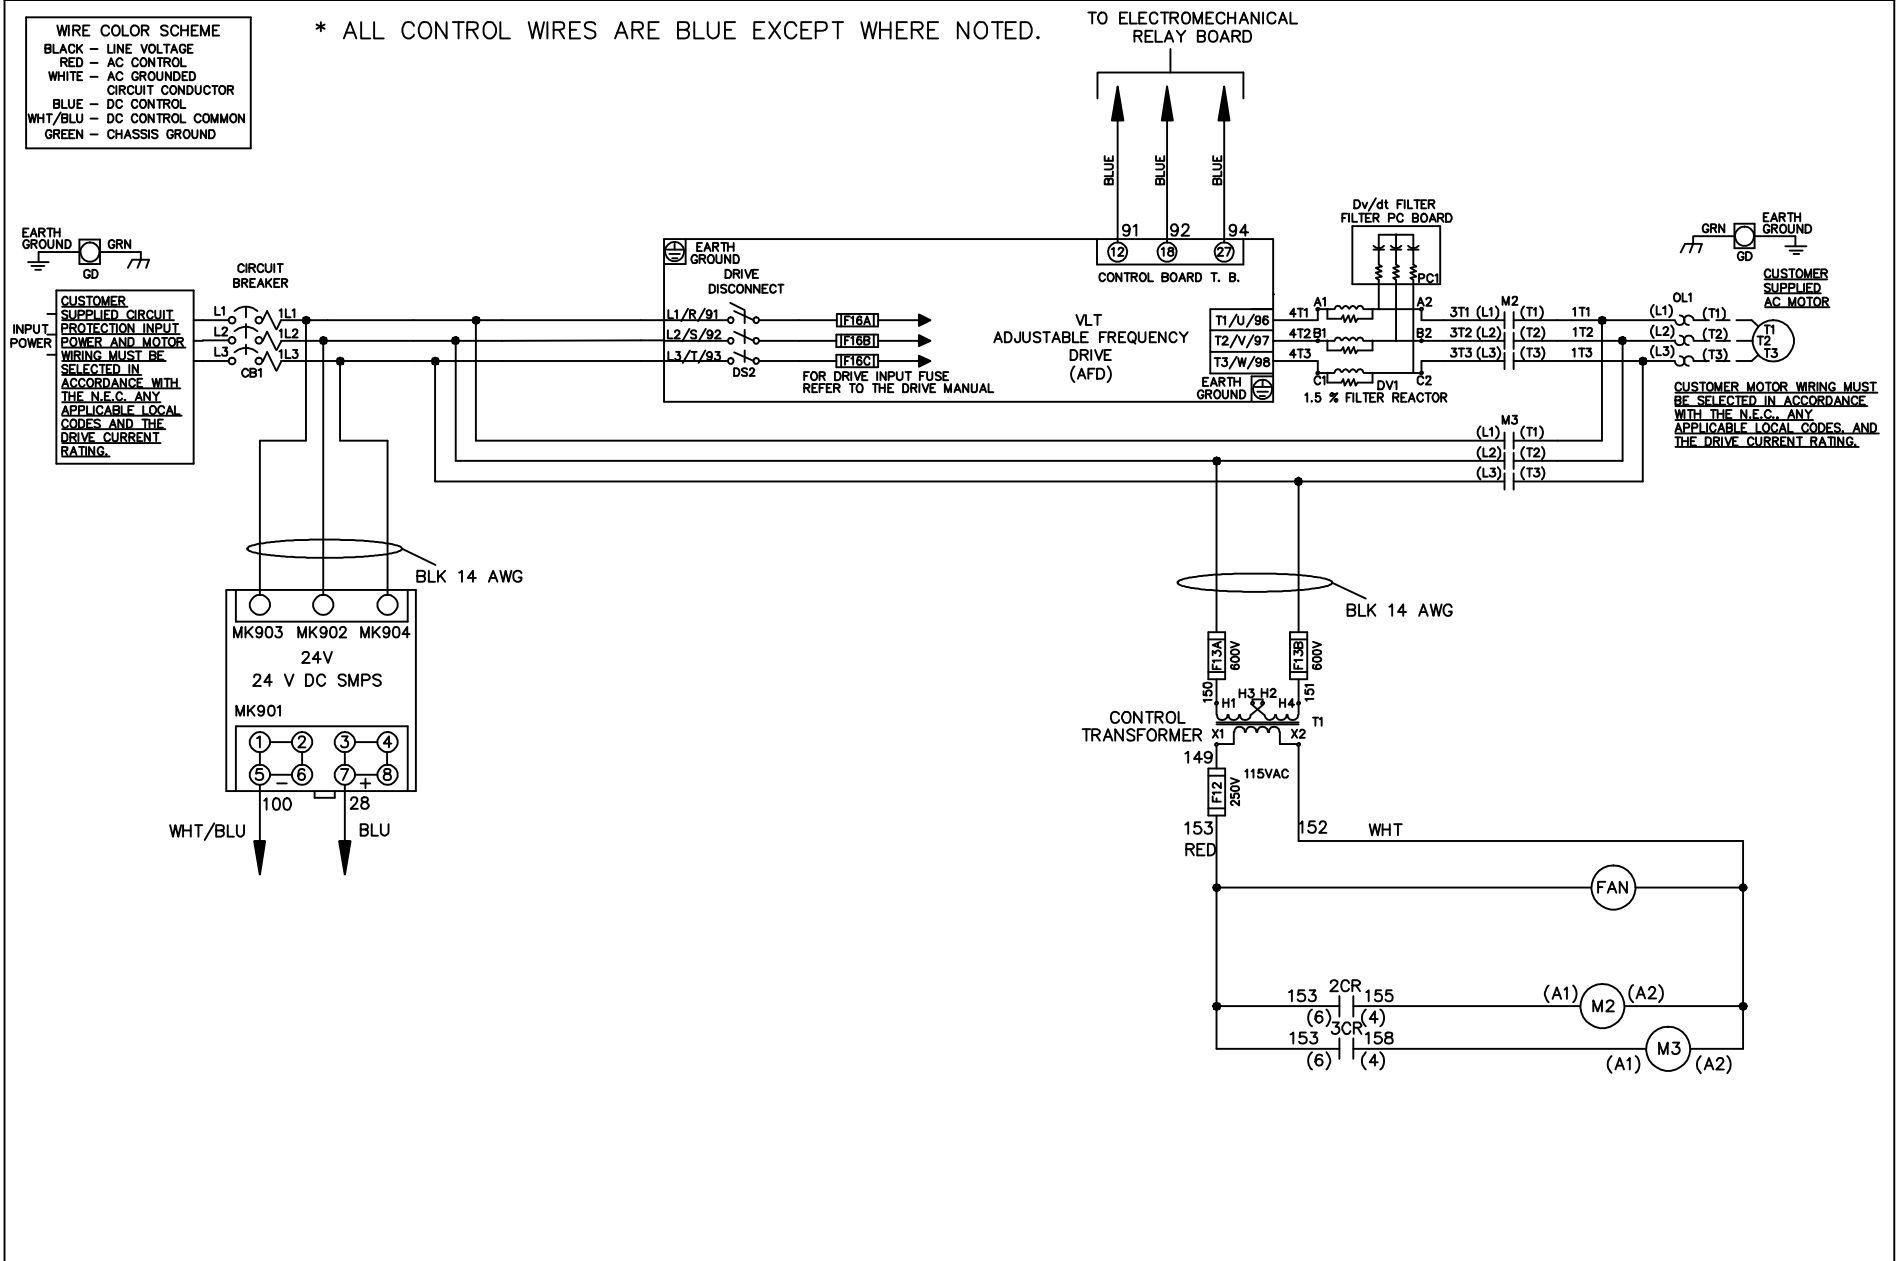 WIRE COLOR SCHEME
BLACK – LINE VOLTAGE
RED – AC CONTROL
WHITE – AC GROUNDED
CIRCUIT CONDUCTOR
BLUE – DC CONTROL
WHT/BLU – DC CONTROL COMMON
GREEN – CHASSIS GROUND
* ALL CONTROL WIRES ARE BLUE EXCEPT WHERE NOTED.
TO ELECTROMECHANICAL
RELAY BOARD
BLUE
BLUE
BLUE
91 92 94
12 18 27
CONTROL BOARD T. B.
EARTH
GROUND
GRN
GD
CIRCUIT
BREAKER
CUSTOMER
SUPPLIED CIRCUIT
PROTECTION INPUT
POWER AND MOTOR
WIRING MUST BE
SELECTED IN
ACCORDANCE WITH
THE N.E.C. ANY
APPLICABLE LOCAL
CODES AND THE
DRIVE CURRENT
RATING.
INPUT
POWER
L1 1L1
L2 1L2
L3 1L3
CB1
EARTH
GROUND
DRIVE
DISCONNECT
L1/R/91
L2/S/92
L3/T/93
DS2
F16A
F16B
F16C
FOR DRIVE INPUT FUSE
REFER TO THE DRIVE MANUAL
VLT
ADJUSTABLE FREQUENCY
DRIVE
(AFD)
T1/U/96
T2/V/97
T3/W/98
EARTH
GROUND
Dv/dt FILTER
FILTER PC BOARD
PC1
4T1 A1 A2
4T2 B1 B2
4T3 C1 C2
DV1
1.5 % FILTER REACTOR
M2
3T1 (L1) (T1) 1T1
3T2 (L2) (T2) 1T2
3T3 (L3) (T3) 1T3
OL1
(L1) (T1)
(L2) (T2)
(L3) (T3)
T1
T2
T3
GRN
EARTH
GROUND
GD
CUSTOMER
SUPPLIED
AC MOTOR
CUSTOMER MOTOR WIRING MUST
BE SELECTED IN ACCORDANCE
WITH THE N.E.C., ANY
APPLICABLE LOCAL CODES, AND
THE DRIVE CURRENT RATING.
M3
(L1) (T1)
(L2) (T2)
(L3) (T3)
BLK 14 AWG
MK903 MK902 MK904
24V
24 V DC SMPS
MK901
1 2 3 4
5 – 6 7 + 8
100 28
WHT/BLU BLU
BLK 14 AWG
F13A
600V
F13B
600V
150
151
H1 H3 H2 H4
T1
CONTROL
TRANSFORMER
X1 X2
149
115VAC
F12
250V
153
RED
152 WHT
FAN
2CR
153 155
(6) (4)
(A1) M2 (A2)
3CR
153 158
(6) (4)
(A1) M3 (A2)